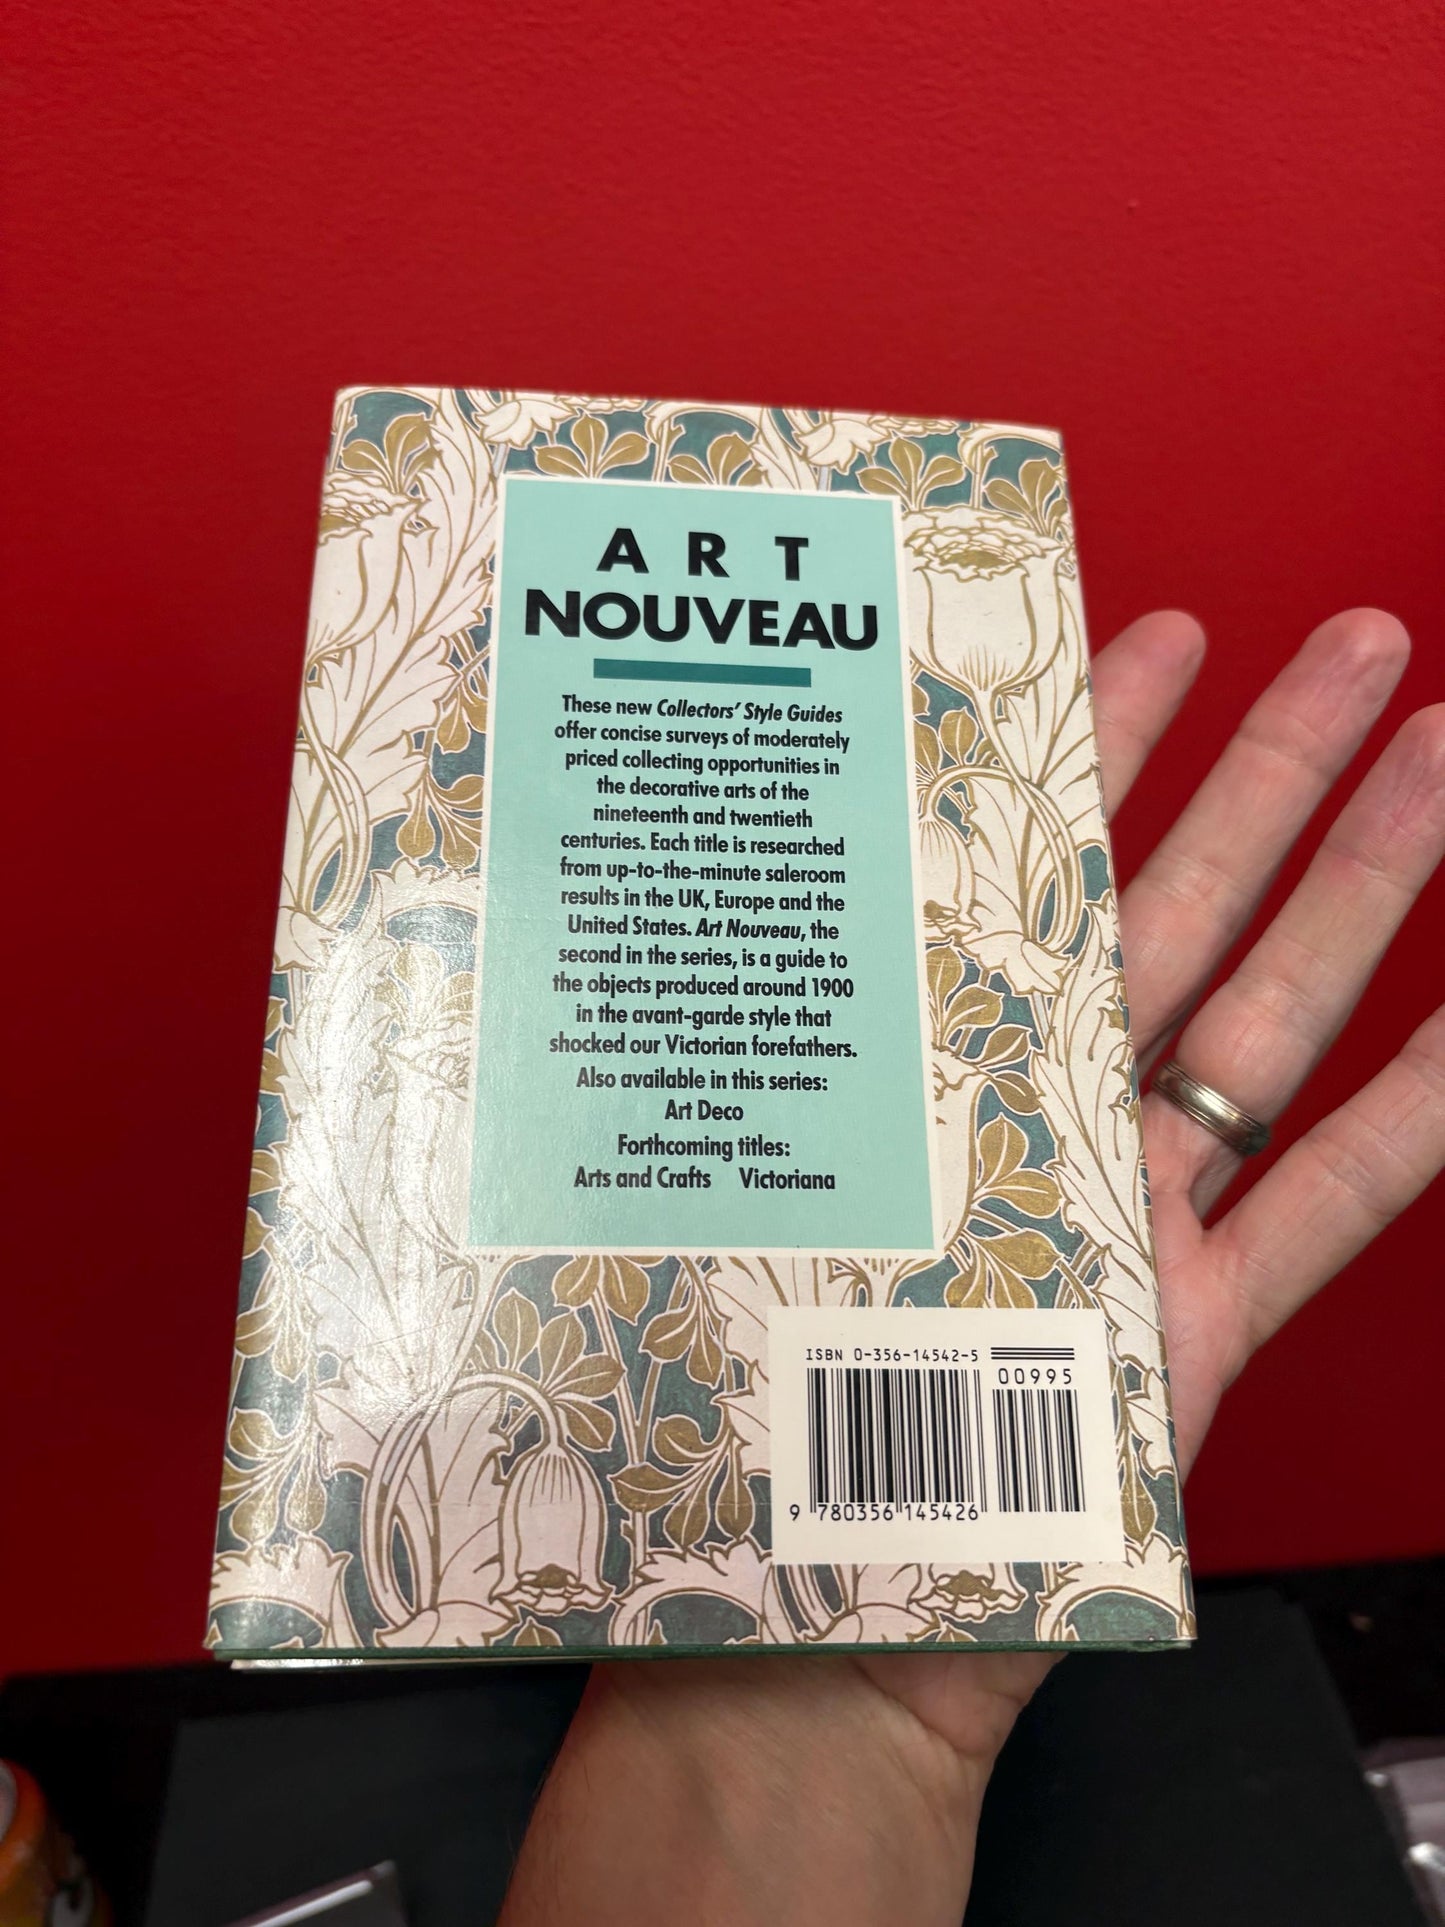 ART
NOUVEAU
These new Collectors' Style Guides
offer concise surveys of moderately
priced collecting opportunities in
the decorative arts of the
nineteenth and twentieth
centuries. Each title is researched
from up-to-the-minute saleroom
results in the UK, Europe and the
United States. Art Nouveau, the
second in the series, is a guide to
the objects produced around 1900
in the avant-garde style that
shocked our Victorian forefathers.
Also available in this series:
Art Deco
Forthcoming titles:
Arts and Crafts Victoriana
ISBN 0-356-14542-5
00995
9 780356 145426